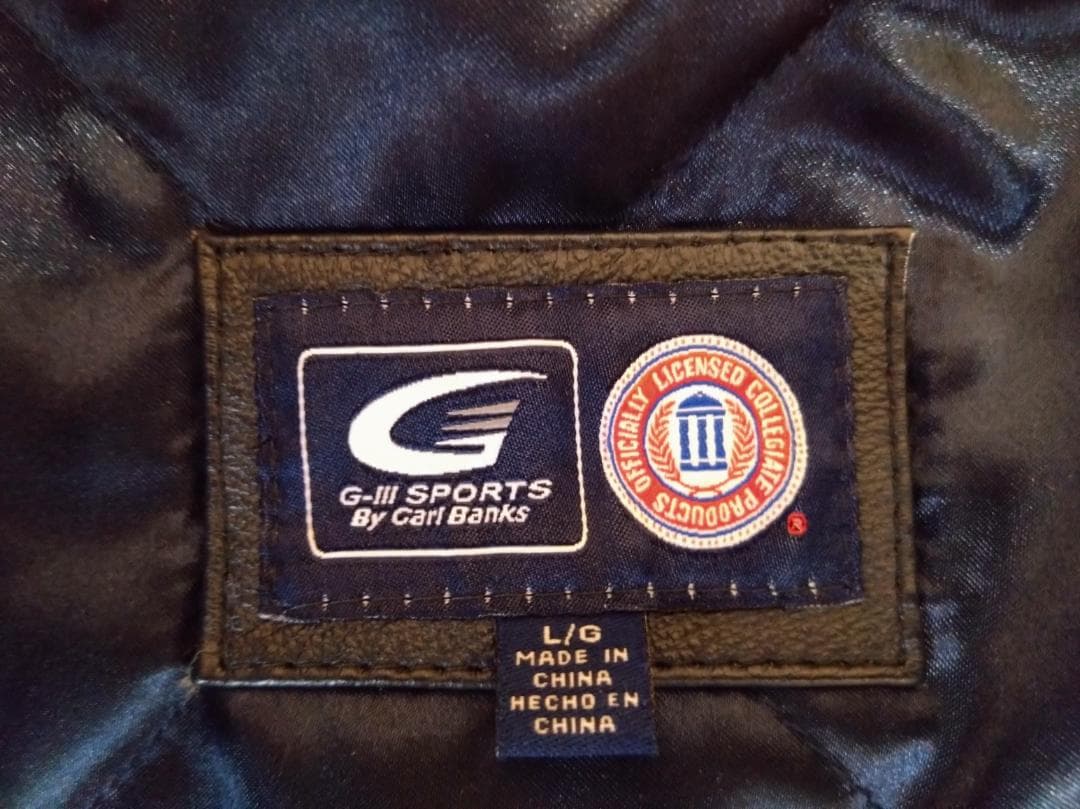 G-III SPORTS
By Carl Banks
OFFICIALLY LICENSED COLLEGIATE PRODUCTS
®
L/G
MADE IN
CHINA
HECHO EN
CHINA